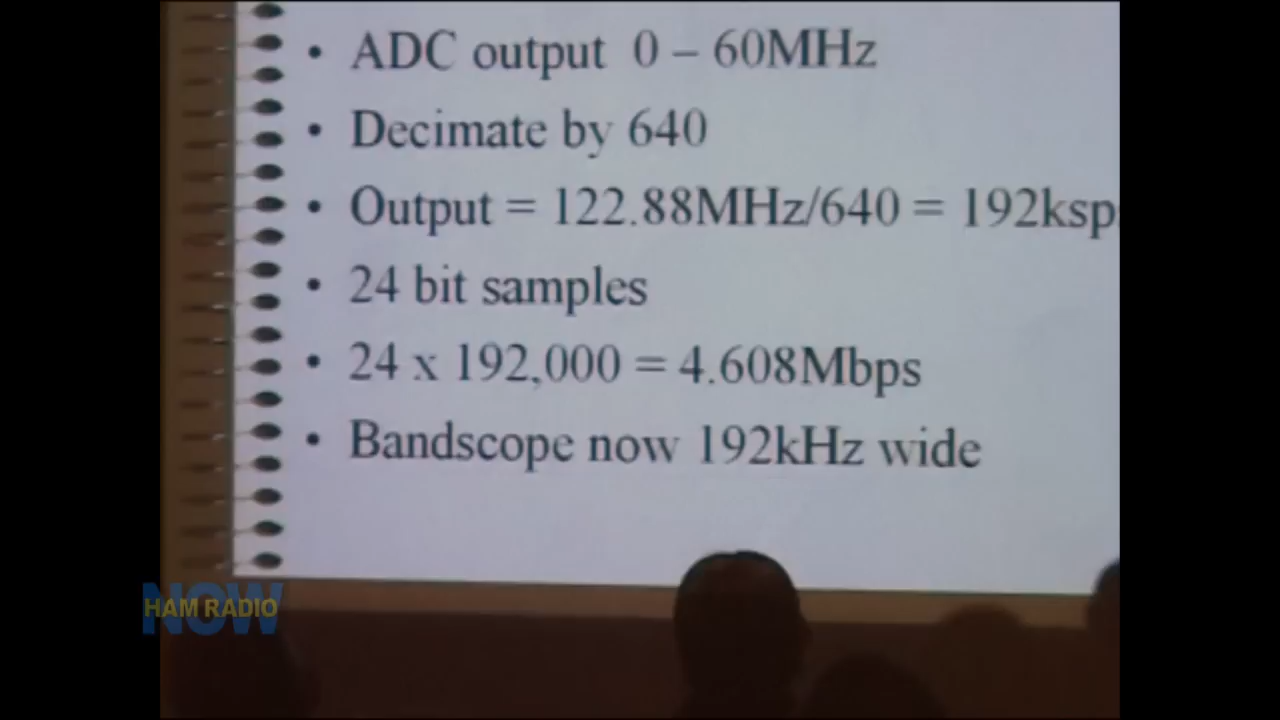 • ADC output 0 – 60MHz
• Decimate by 640
• Output = 122.88MHz/640 = 192ksp
• 24 bit samples
• 24 x 192,000 = 4.608Mbps
• Bandscope now 192kHz wide
NOW
HAM RADIO